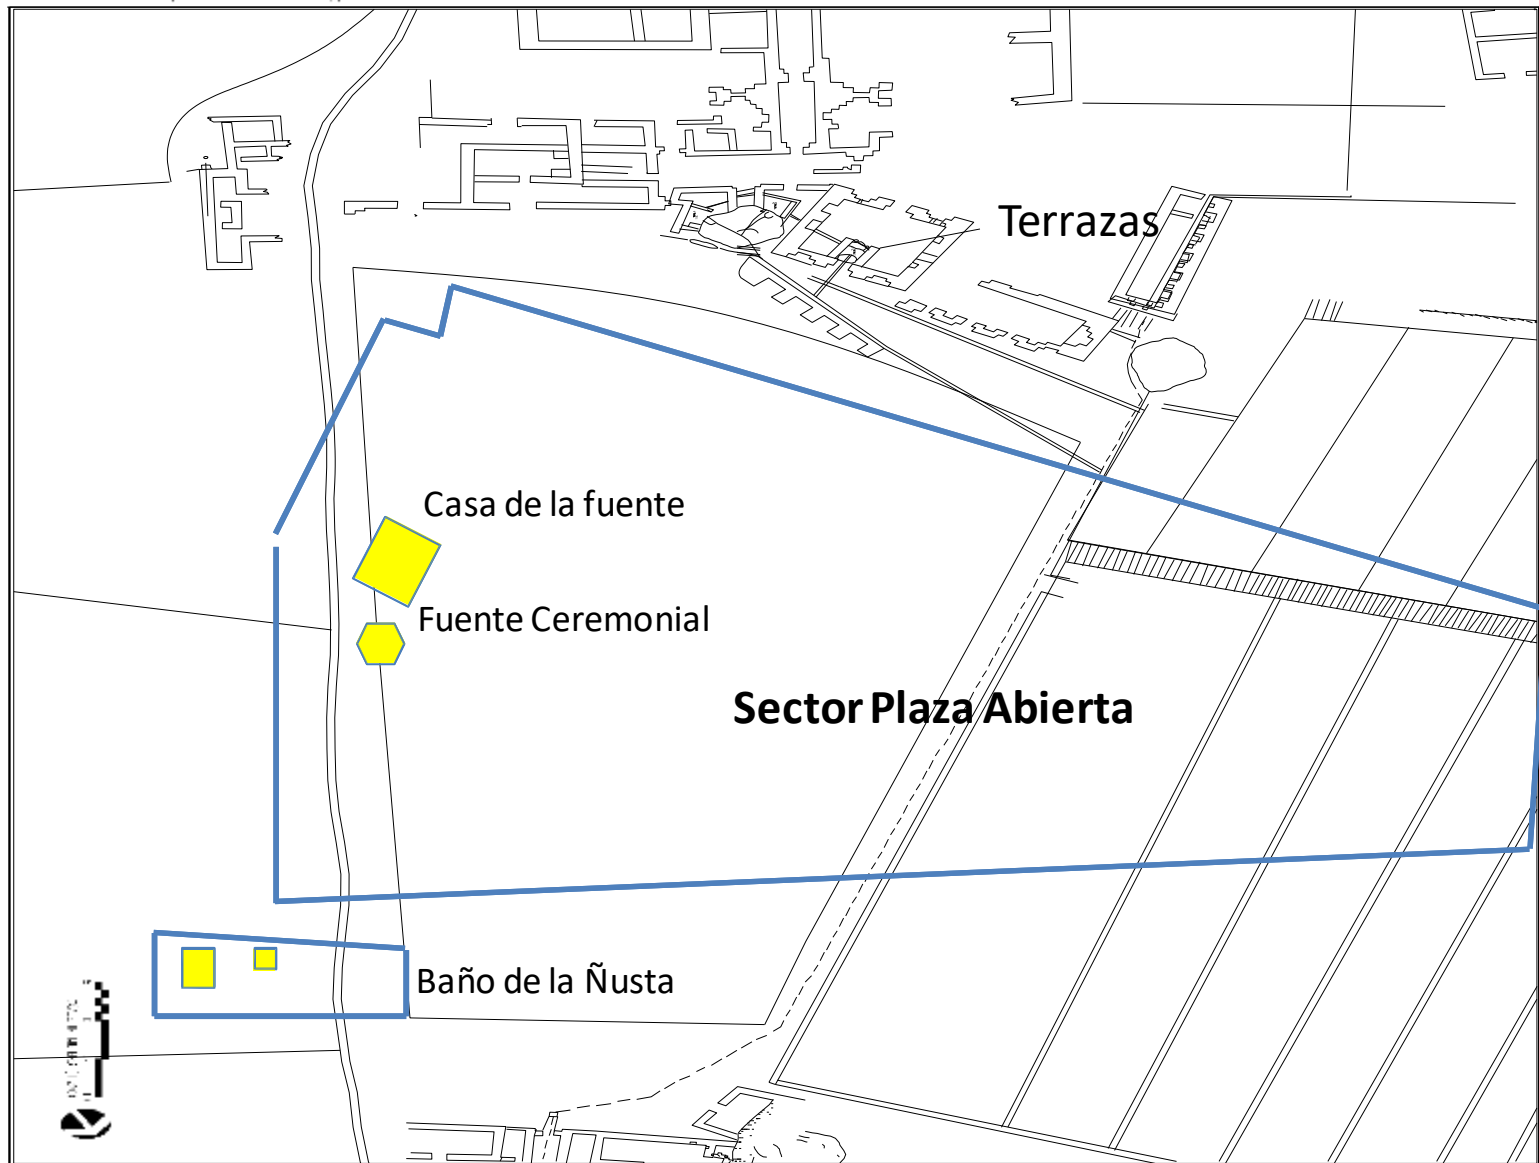 Terrazas
Casa de la fuente
Fuente Ceremonial
Sector Plaza Abierta
Baño de la Ñusta